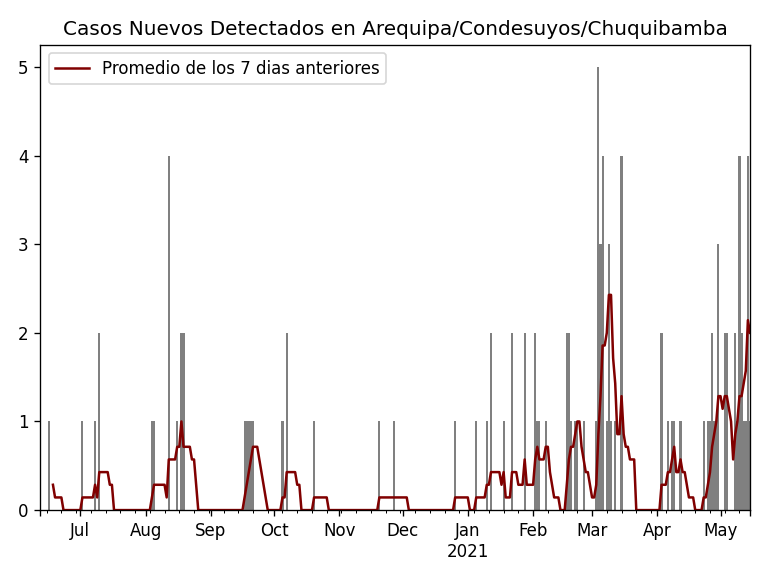 Casos Nuevos Detectados en Arequipa/Condesuyos/Chuquibamba
Promedio de los 7 dias anteriores
5
4
3
2
1
0
Jul Aug Sep Oct Nov Dec Jan Feb Mar Apr May
2021